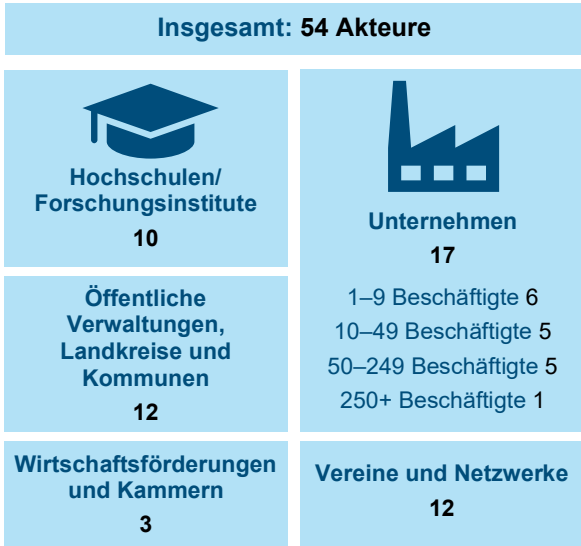 Insgesamt: 54 Akteure
Hochschulen/
Forschungsinstitute
10
Öffentliche
Verwaltungen,
Landkreise und
Kommunen
12
Wirtschaftsförderungen
und Kammern
3
Unternehmen
17
1–9 Beschäftigte 6
10–49 Beschäftigte 5
50–249 Beschäftigte 5
250+ Beschäftigte 1
Vereine und Netzwerke
12